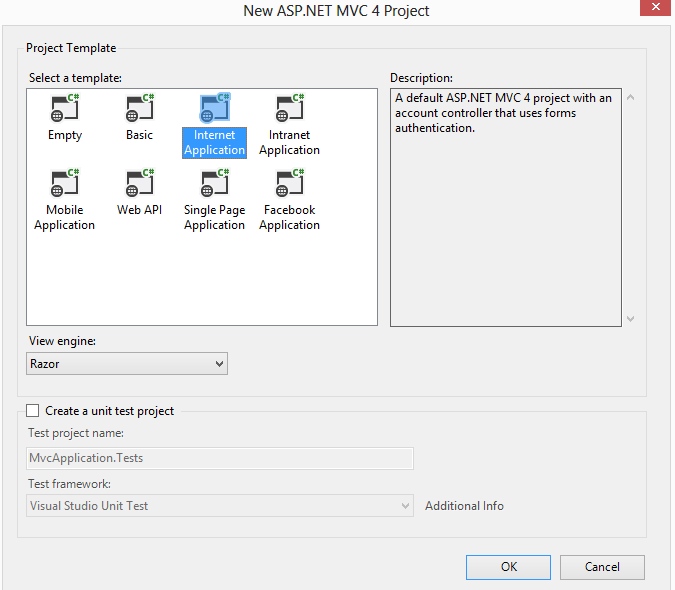 New ASP.NET MVC 4 Project
Project Template
Select a template:
C# C# C# C#
Empty Basic Internet Intranet
Application Application
C# C# C# C#
Mobile Web API Single Page Facebook
Application Application Application
Description:
A default ASP.NET MVC 4 project with an
account controller that uses forms
authentication.
View engine:
Razor
Create a unit test project
Test project name:
MvcApplication.Tests
Test framework:
Visual Studio Unit Test Additional Info
OK Cancel